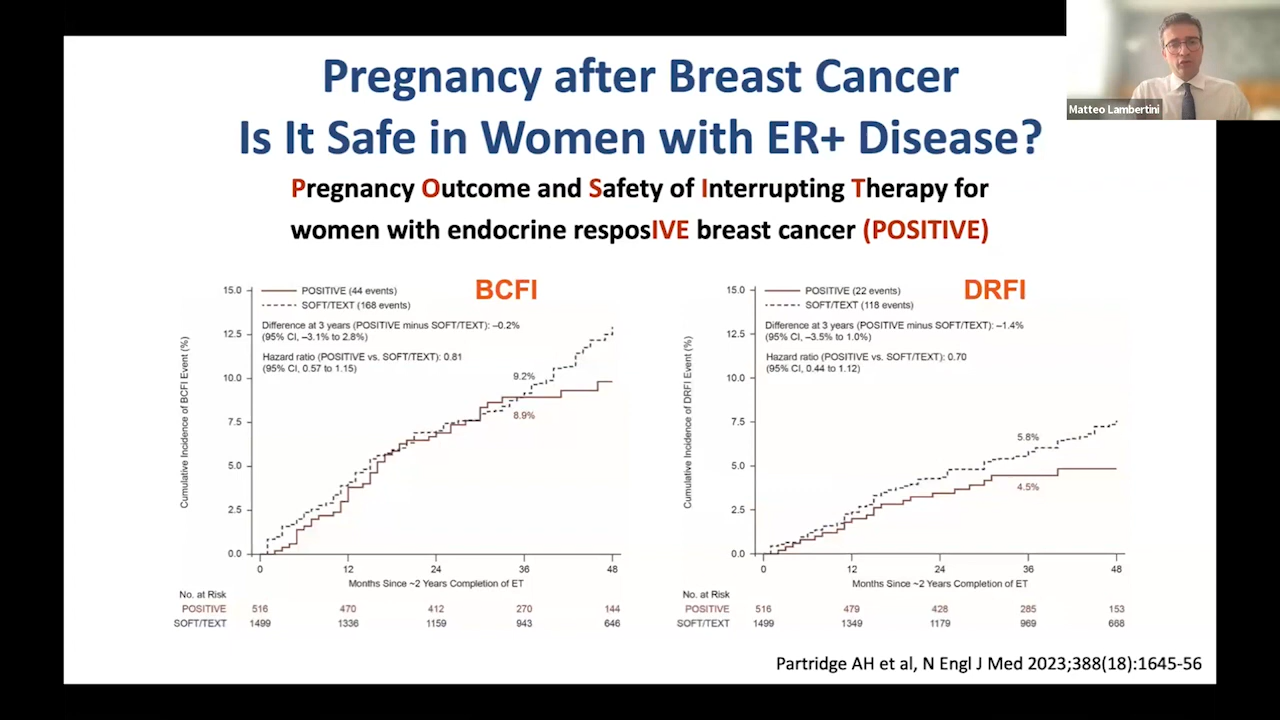 Pregnancy after Breast Cancer
Is It Safe in Women with ER+ Disease?
Matteo Lambertini
Pregnancy Outcome and Safety of Interrupting Therapy for
women with endocrine resposIVE breast cancer (POSITIVE)
BCFI
POSITIVE (44 events)
SOFT/TEXT (168 events)
Difference at 3 years (POSITIVE minus SOFT/TEXT): –0.2%
(95% CI, –3.1% to 2.8%)
Hazard ratio (POSITIVE vs. SOFT/TEXT): 0.81
(95% CI, 0.57 to 1.15)
9.2%
8.9%
Cumulative Incidence of BCFI Event (%)
15.0
12.5
10.0
7.5
5.0
2.5
0.0
0 12 24 36 48
Months Since ~2 Years Completion of ET
No. at Risk
POSITIVE 516 470 412 270 144
SOFT/TEXT 1499 1336 1159 943 646
DRFI
POSITIVE (22 events)
SOFT/TEXT (118 events)
Difference at 3 years (POSITIVE minus SOFT/TEXT): –1.4%
(95% CI, –3.5% to 1.0%)
Hazard ratio (POSITIVE vs. SOFT/TEXT): 0.70
(95% CI, 0.44 to 1.12)
5.8%
4.5%
Cumulative Incidence of DRFI Event (%)
15.0
12.5
10.0
7.5
5.0
2.5
0.0
0 12 24 36 48
Months Since ~2 Years Completion of ET
No. at Risk
POSITIVE 516 479 428 285 153
SOFT/TEXT 1499 1349 1179 969 668
Partridge AH et al, N Engl J Med 2023;388(18):1645-56